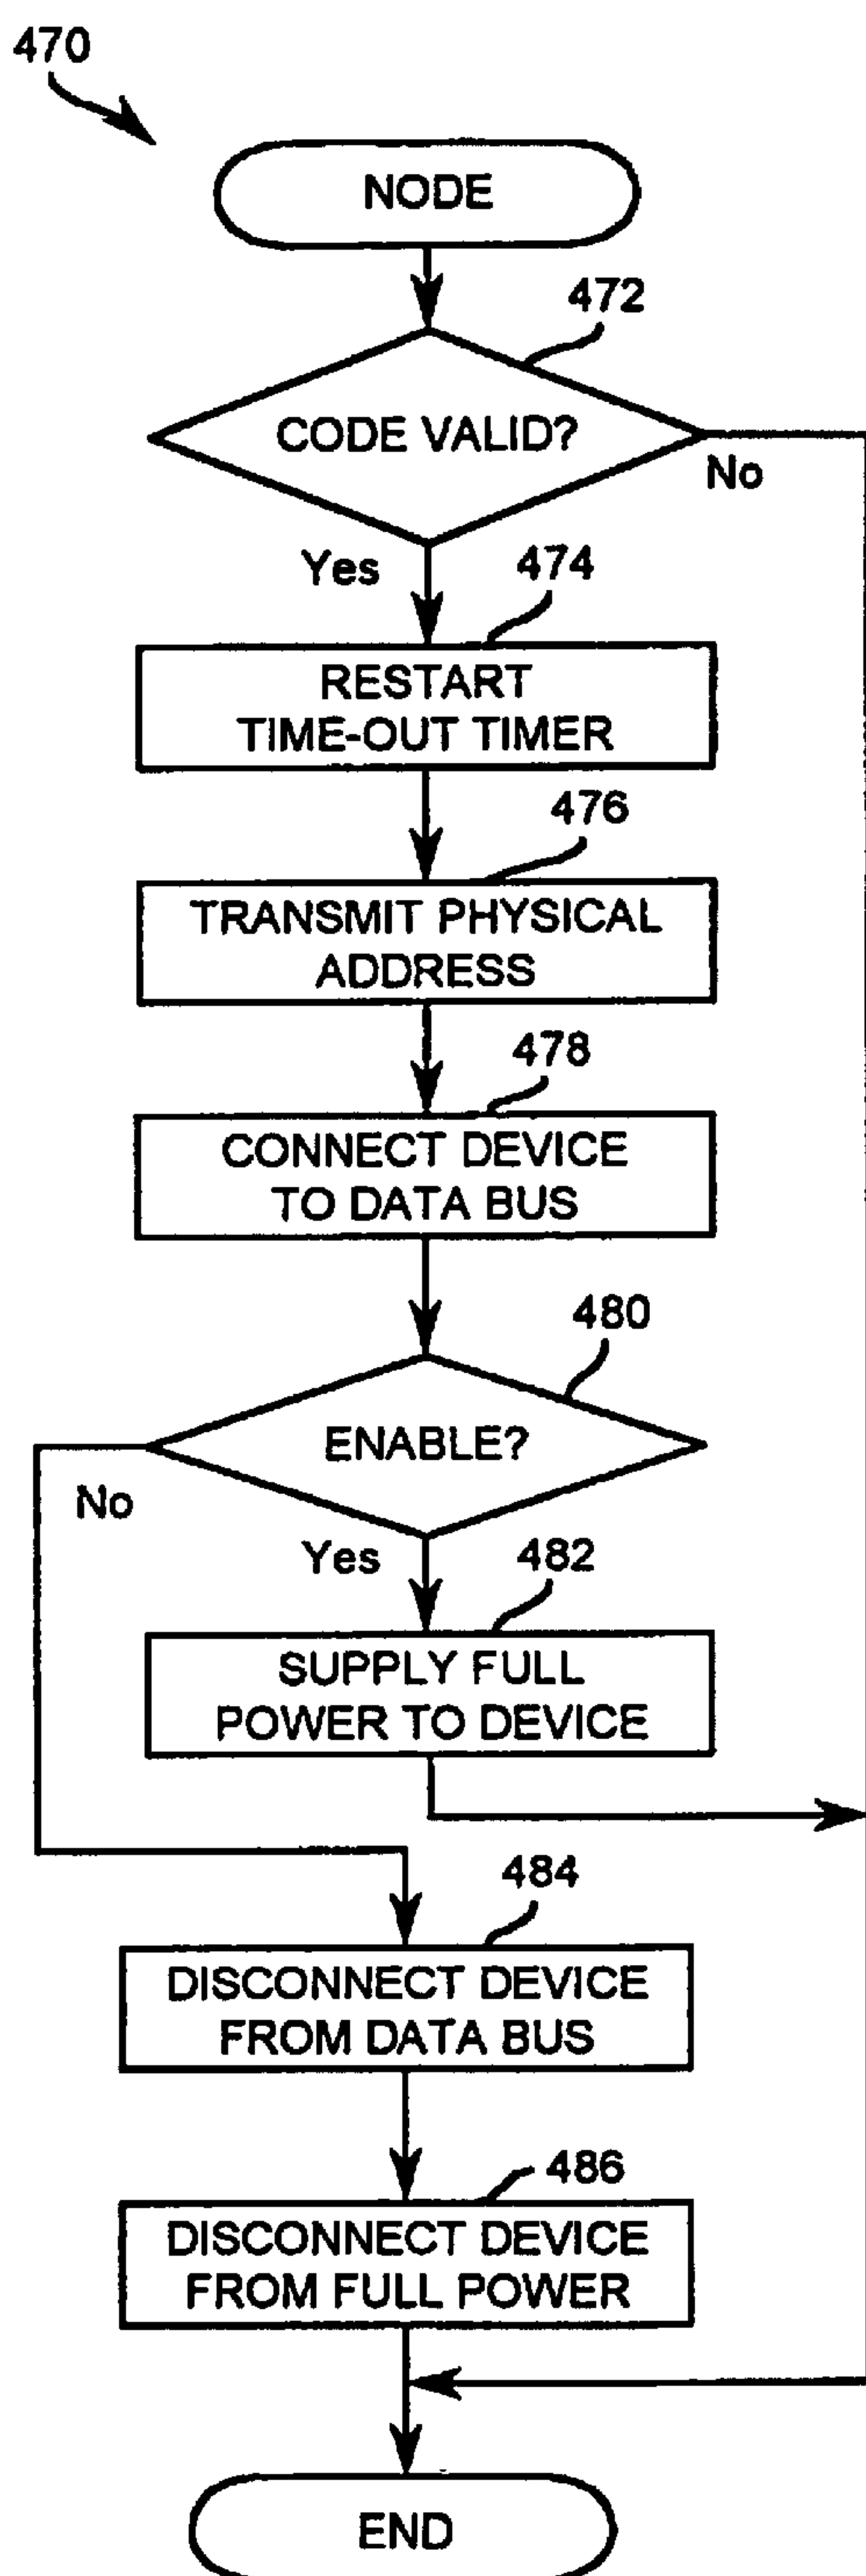 470
NODE
472
CODE VALID?
No
Yes
474
RESTART
TIME-OUT TIMER
476
TRANSMIT PHYSICAL
ADDRESS
478
CONNECT DEVICE
TO DATA BUS
480
ENABLE?
No
Yes
482
SUPPLY FULL
POWER TO DEVICE
484
DISCONNECT DEVICE
FROM DATA BUS
486
DISCONNECT DEVICE
FROM FULL POWER
END